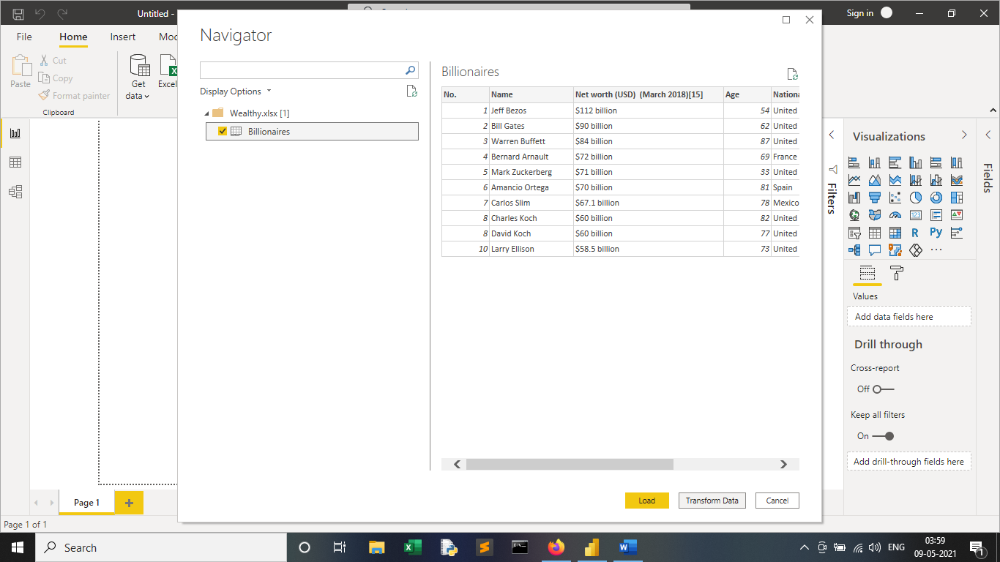 Untitled -
Sign in
File
Home
Insert
Mod
Paste
Cut
Copy
Format painter
Clipboard
Get
data
Excel
Navigator
Display Options
Wealthy.xlsx [1]
Billionaires
Billionaires
No. Name Net worth (USD) (March 2018)[15] Age Nationa
1 Jeff Bezos $112 billion 54 United
2 Bill Gates $90 billion 62 United
3 Warren Buffett $84 billion 87 United
4 Bernard Arnault $72 billion 69 France
5 Mark Zuckerberg $71 billion 33 United
6 Amancio Ortega $70 billion 81 Spain
7 Carlos Slim $67.1 billion 78 Mexico
8 Charles Koch $60 billion 82 United
8 David Koch $60 billion 77 United
10 Larry Ellison $58.5 billion 73 United
Load
Transform Data
Cancel
Filters
Visualizations
Fields
123
R
Py
Values
Add data fields here
Drill through
Cross-report
Off
Keep all filters
On
Add drill-through fields here
Page 1
Page 1 of 1
Search
ENG
03:59
09-05-2021
1